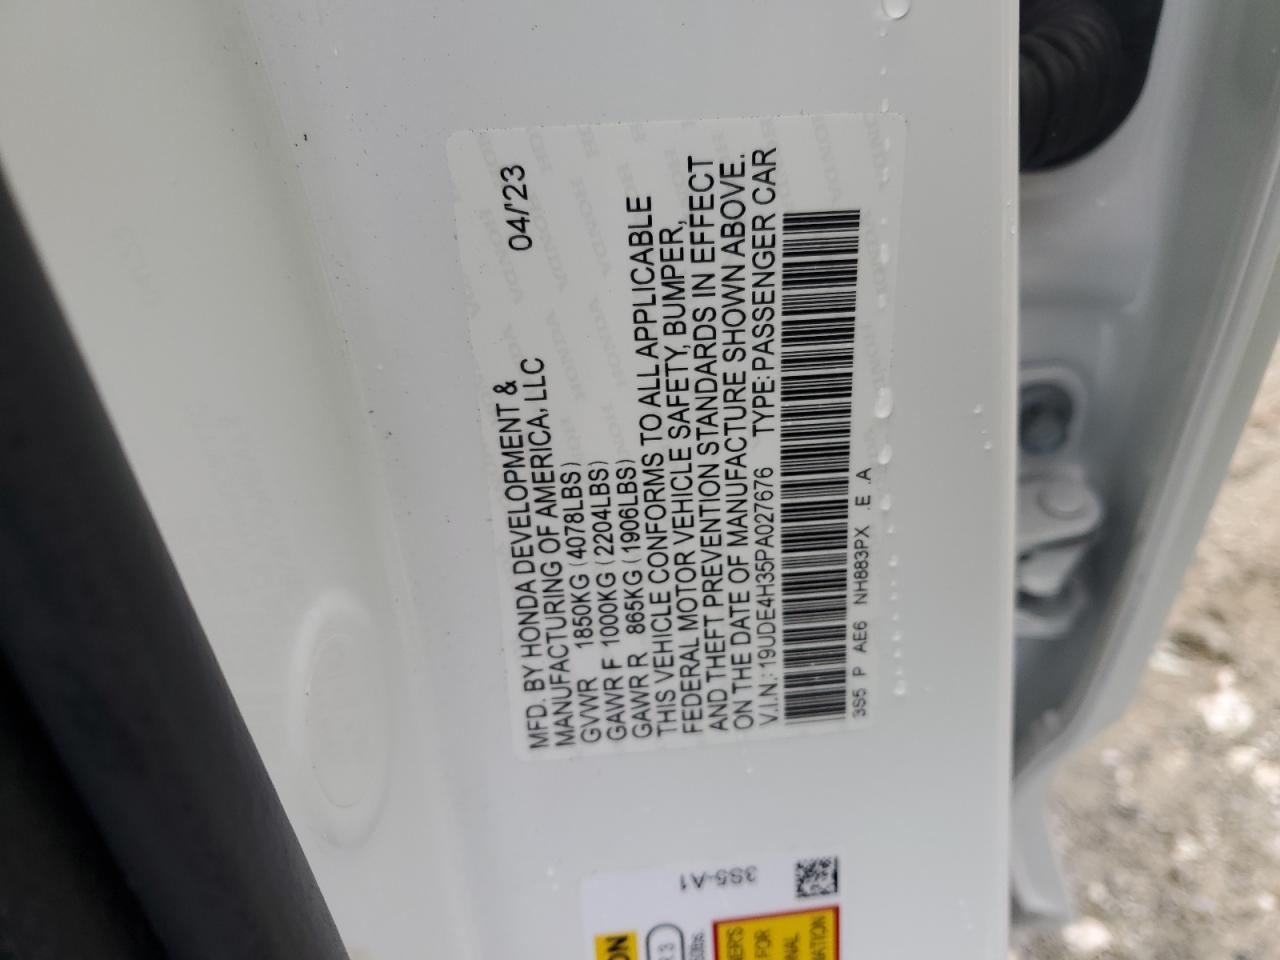 MFD. BY HONDA DEVELOPMENT & 04/'23
MANUFACTURING OF AMERICA, LLC
GVWR 1850KG (4078LBS)
GAWR F 1000KG (2204LBS)
GAWR R 865KG (1906LBS)
THIS VEHICLE CONFORMS TO ALL APPLICABLE
FEDERAL MOTOR VEHICLE SAFETY, BUMPER,
AND THEFT PREVENTION STANDARDS IN EFFECT
ON THE DATE OF MANUFACTURE SHOWN ABOVE.
V.I.N.: 19UDE4H35PA027676 TYPE: PASSENGER CAR
3S5 P AE6 NH883PX .E .A
3S5-A1